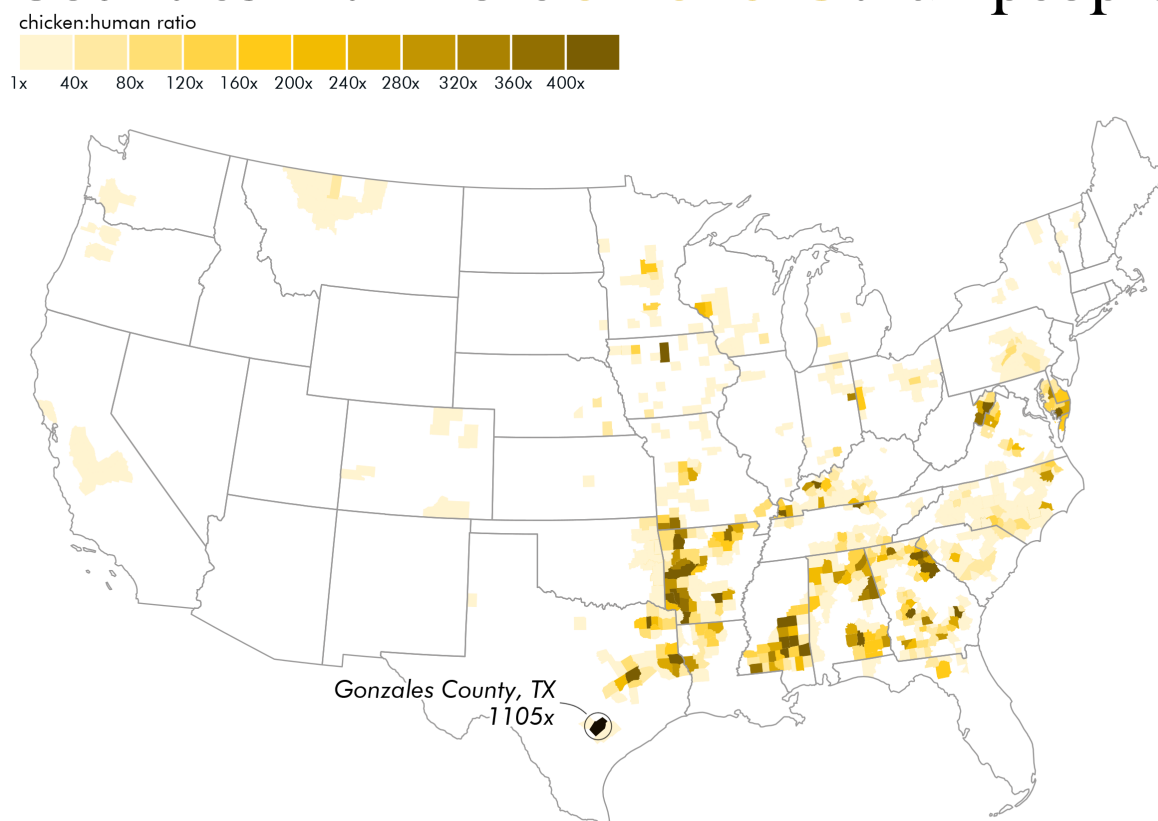 chicken:human ratio
1x 40x 80x 120x 160x 200x 240x 280x 320x 360x 400x
Gonzales County, TX
1105x